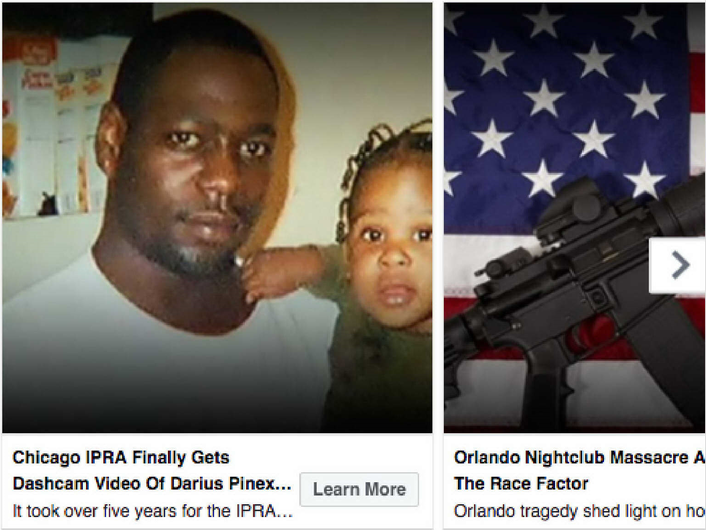 Chicago IPRA Finally Gets
Dashcam Video Of Darius Pinex...
Learn More
It took over five years for the IPRA...
Orlando Nightclub Massacre A
The Race Factor
Orlando tragedy shed light on ho